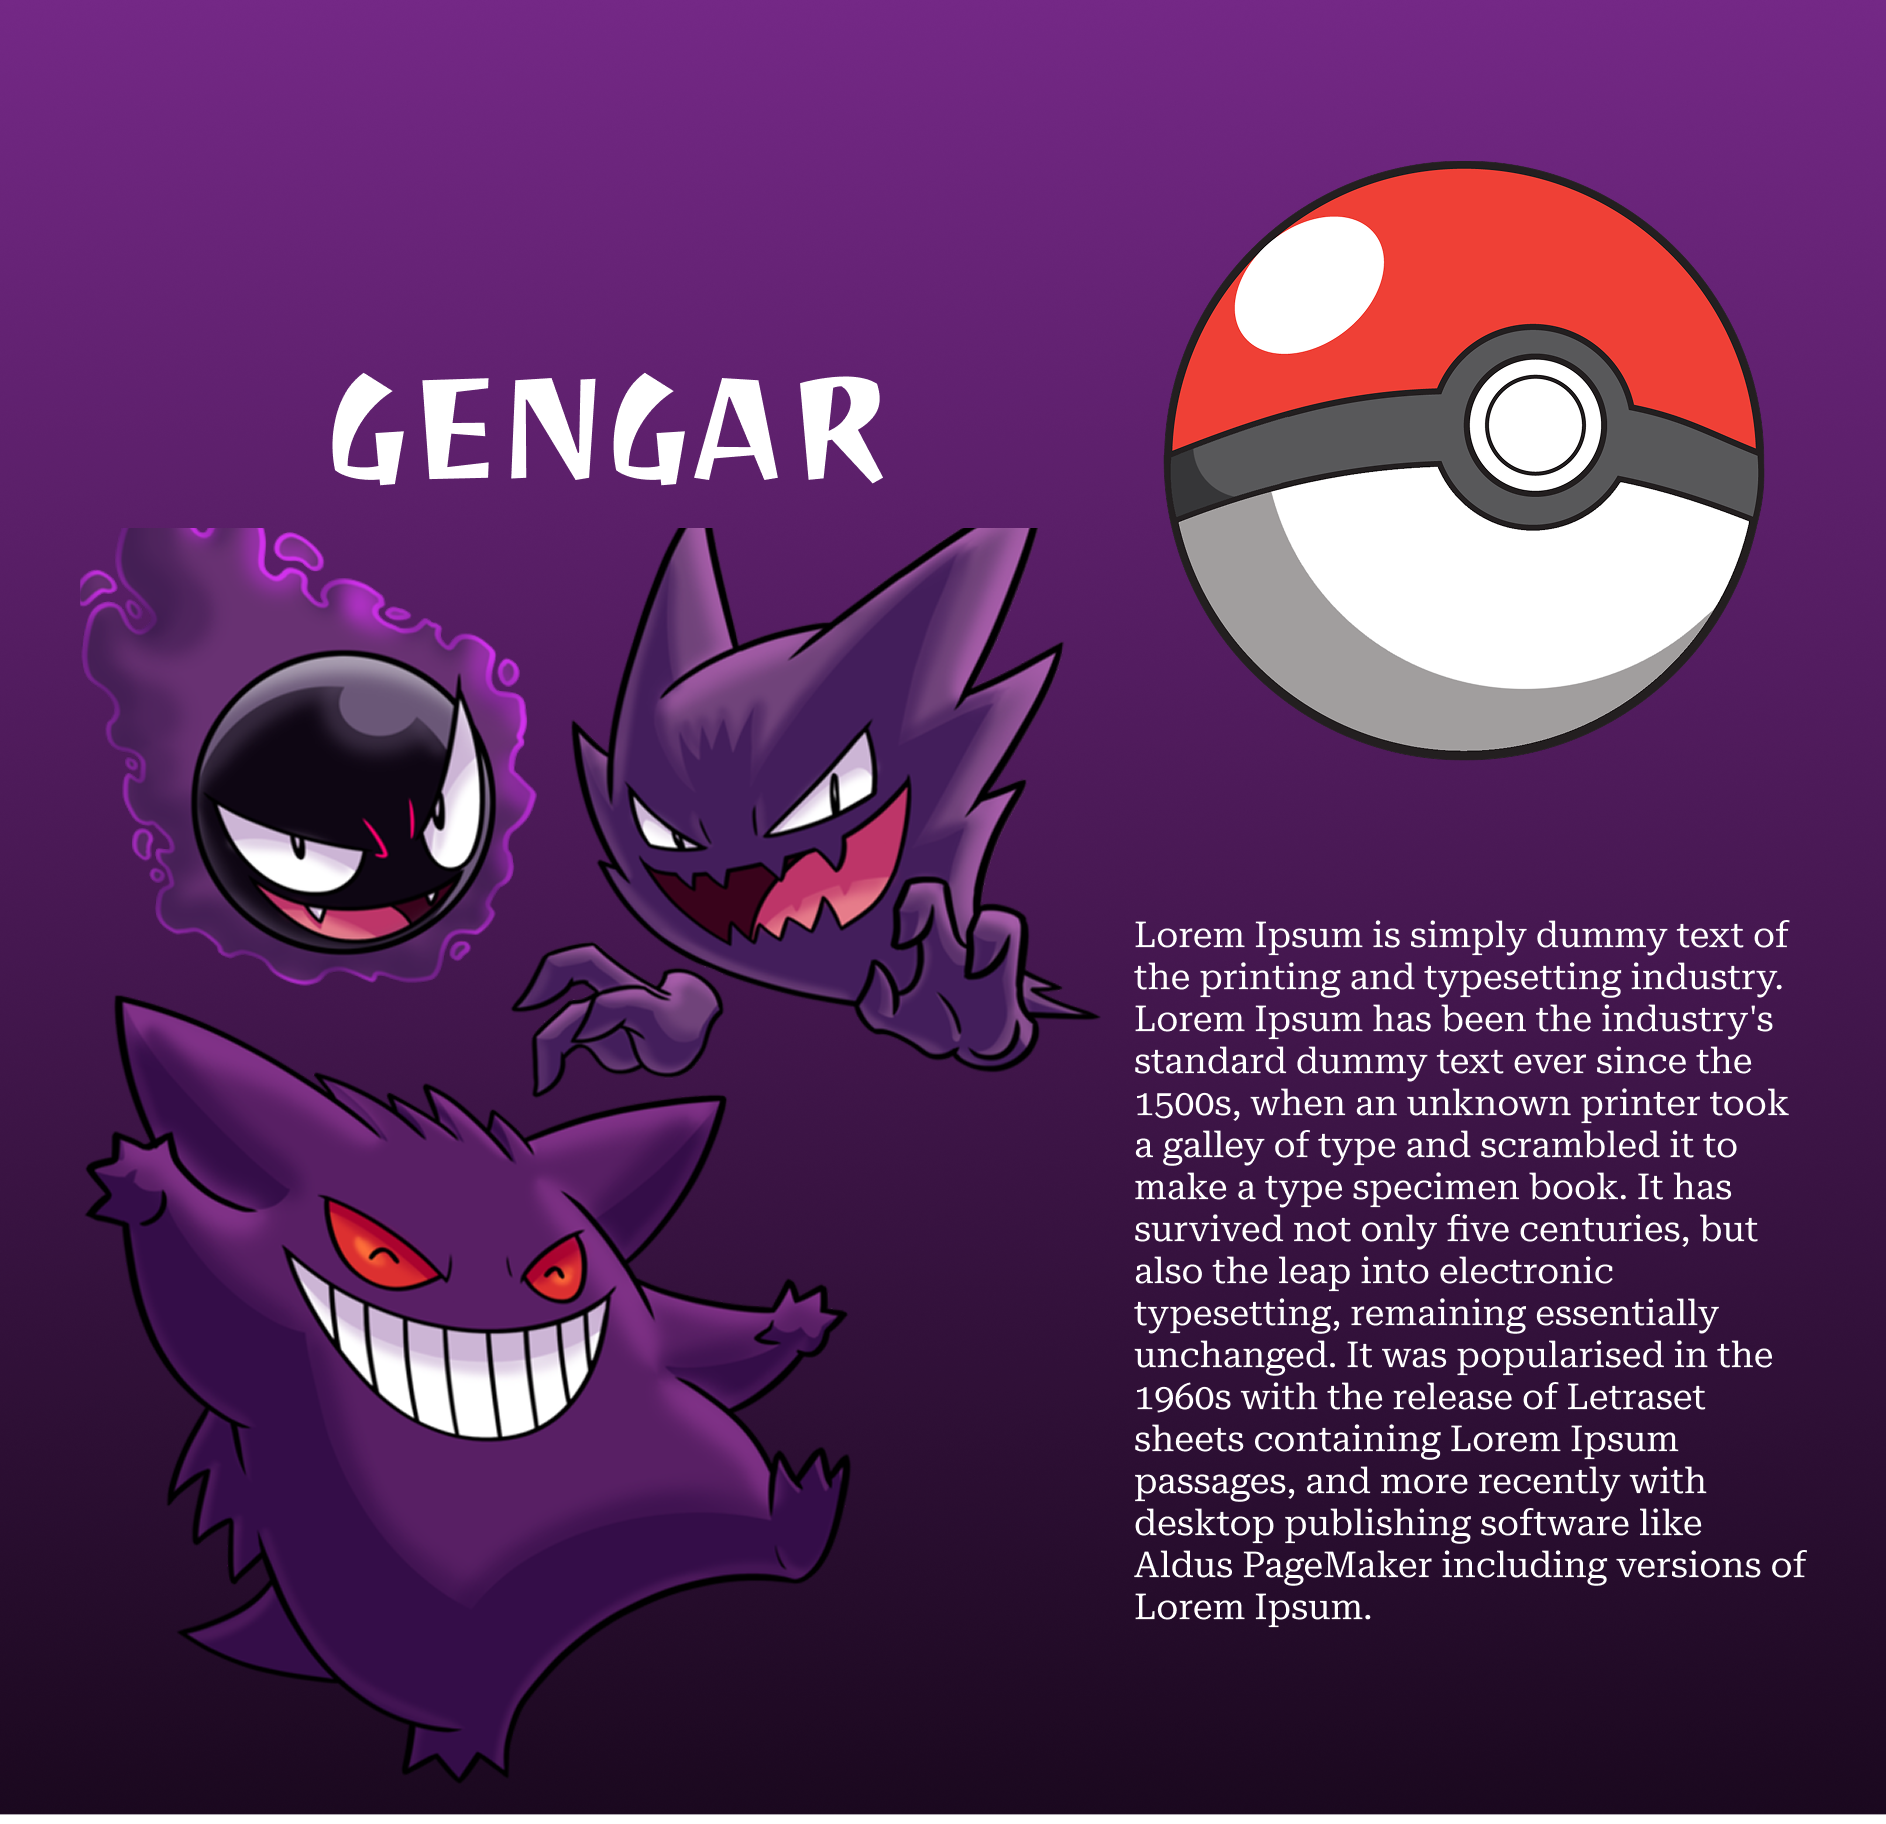 GENGAR
Lorem Ipsum is simply dummy text of
the printing and typesetting industry.
Lorem Ipsum has been the industry's
standard dummy text ever since the
1500s, when an unknown printer took
a galley of type and scrambled it to
make a type specimen book. It has
survived not only five centuries, but
also the leap into electronic
typesetting, remaining essentially
unchanged. It was popularised in the
1960s with the release of Letraset
sheets containing Lorem Ipsum
passages, and more recently with
desktop publishing software like
Aldus PageMaker including versions of
Lorem Ipsum.